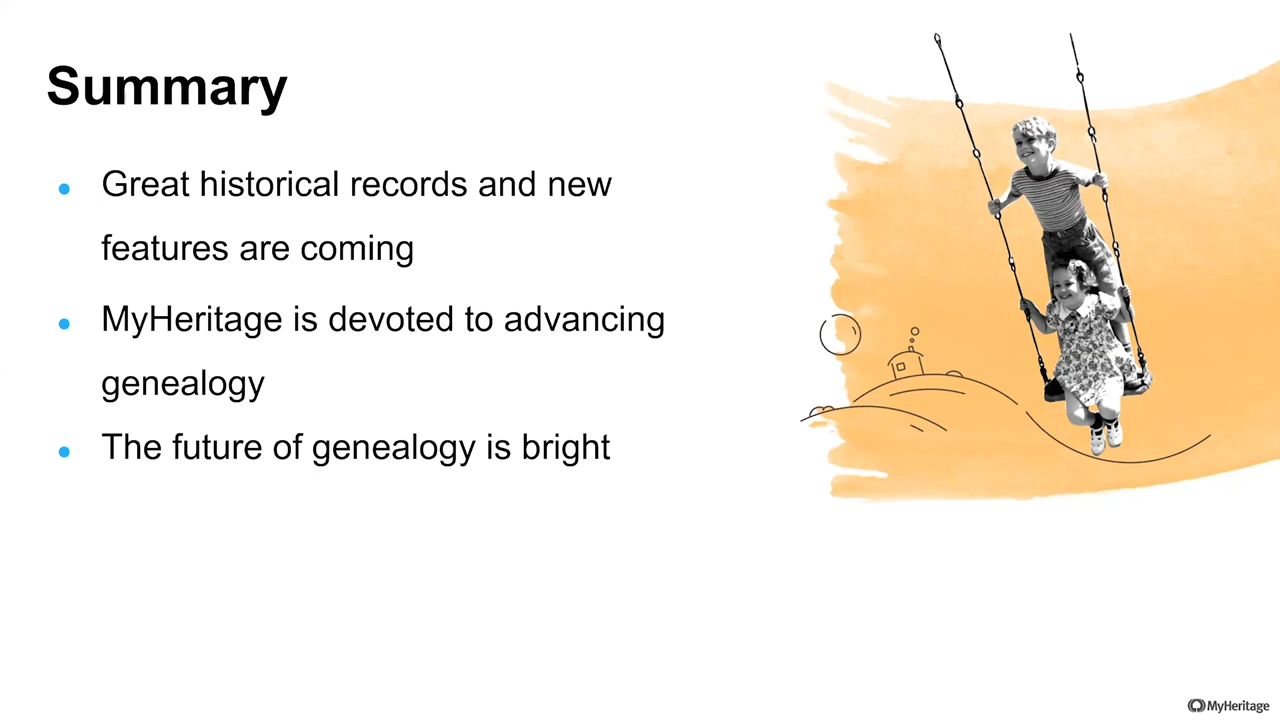 Summary
Great historical records and new
features are coming
MyHeritage is devoted to advancing
genealogy
The future of genealogy is bright
MyHeritage